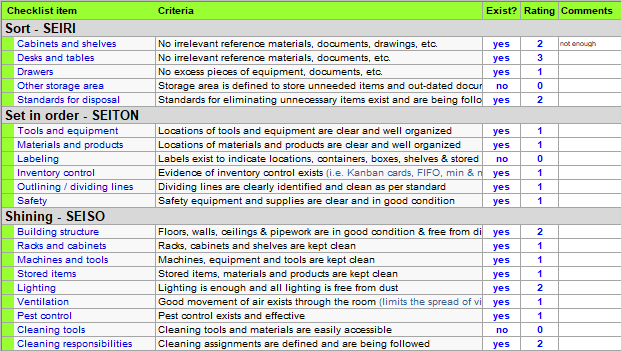 Checklist item Criteria Exist? Rating Comments
Sort - SEIRI
Cabinets and shelves No irrelevant reference materials, documents, drawings, etc. yes 2 not enough
Desks and tables No irrelevant reference materials, documents, etc. yes 3
Drawers No excess pieces of equipment, documents, etc. yes 1
Other storage area Storage area is defined to store unneeded items and out-dated docur no 0
Standards for disposal Standards for eliminating unnecessary items exist and are being follo yes 2
Set in order - SEITON
Tools and equipment Locations of tools and equipment are clear and well organized yes 1
Materials and products Locations of materials and products are clear and well organized yes 1
Labeling Labels exist to indicate locations, containers, boxes, shelves & stored no 0
Inventory control Evidence of inventory control exists (i.e. Kanban cards, FIFO, min & n yes 1
Outlining / dividing lines Dividing lines are clearly identified and clean as per standard yes 1
Safety Safety equipment and supplies are clear and in good condition yes 1
Shining - SEISO
Building structure Floors, walls, ceilings & pipework are in good condition & free from di yes 2
Racks and cabinets Racks, cabinets and shelves are kept clean yes 1
Machines and tools Machines, equipment and tools are kept clean yes 1
Stored items Stored items, materials and products are kept clean yes 1
Lighting Lighting is enough and all lighting is free from dust yes 2
Ventilation Good movement of air exists through the room (limits the spread of vi yes 1
Pest control Pest control exists and effective yes 1
Cleaning tools Cleaning tools and materials are easily accessible no 0
Cleaning responsibilities Cleaning assignments are defined and are being followed yes 2